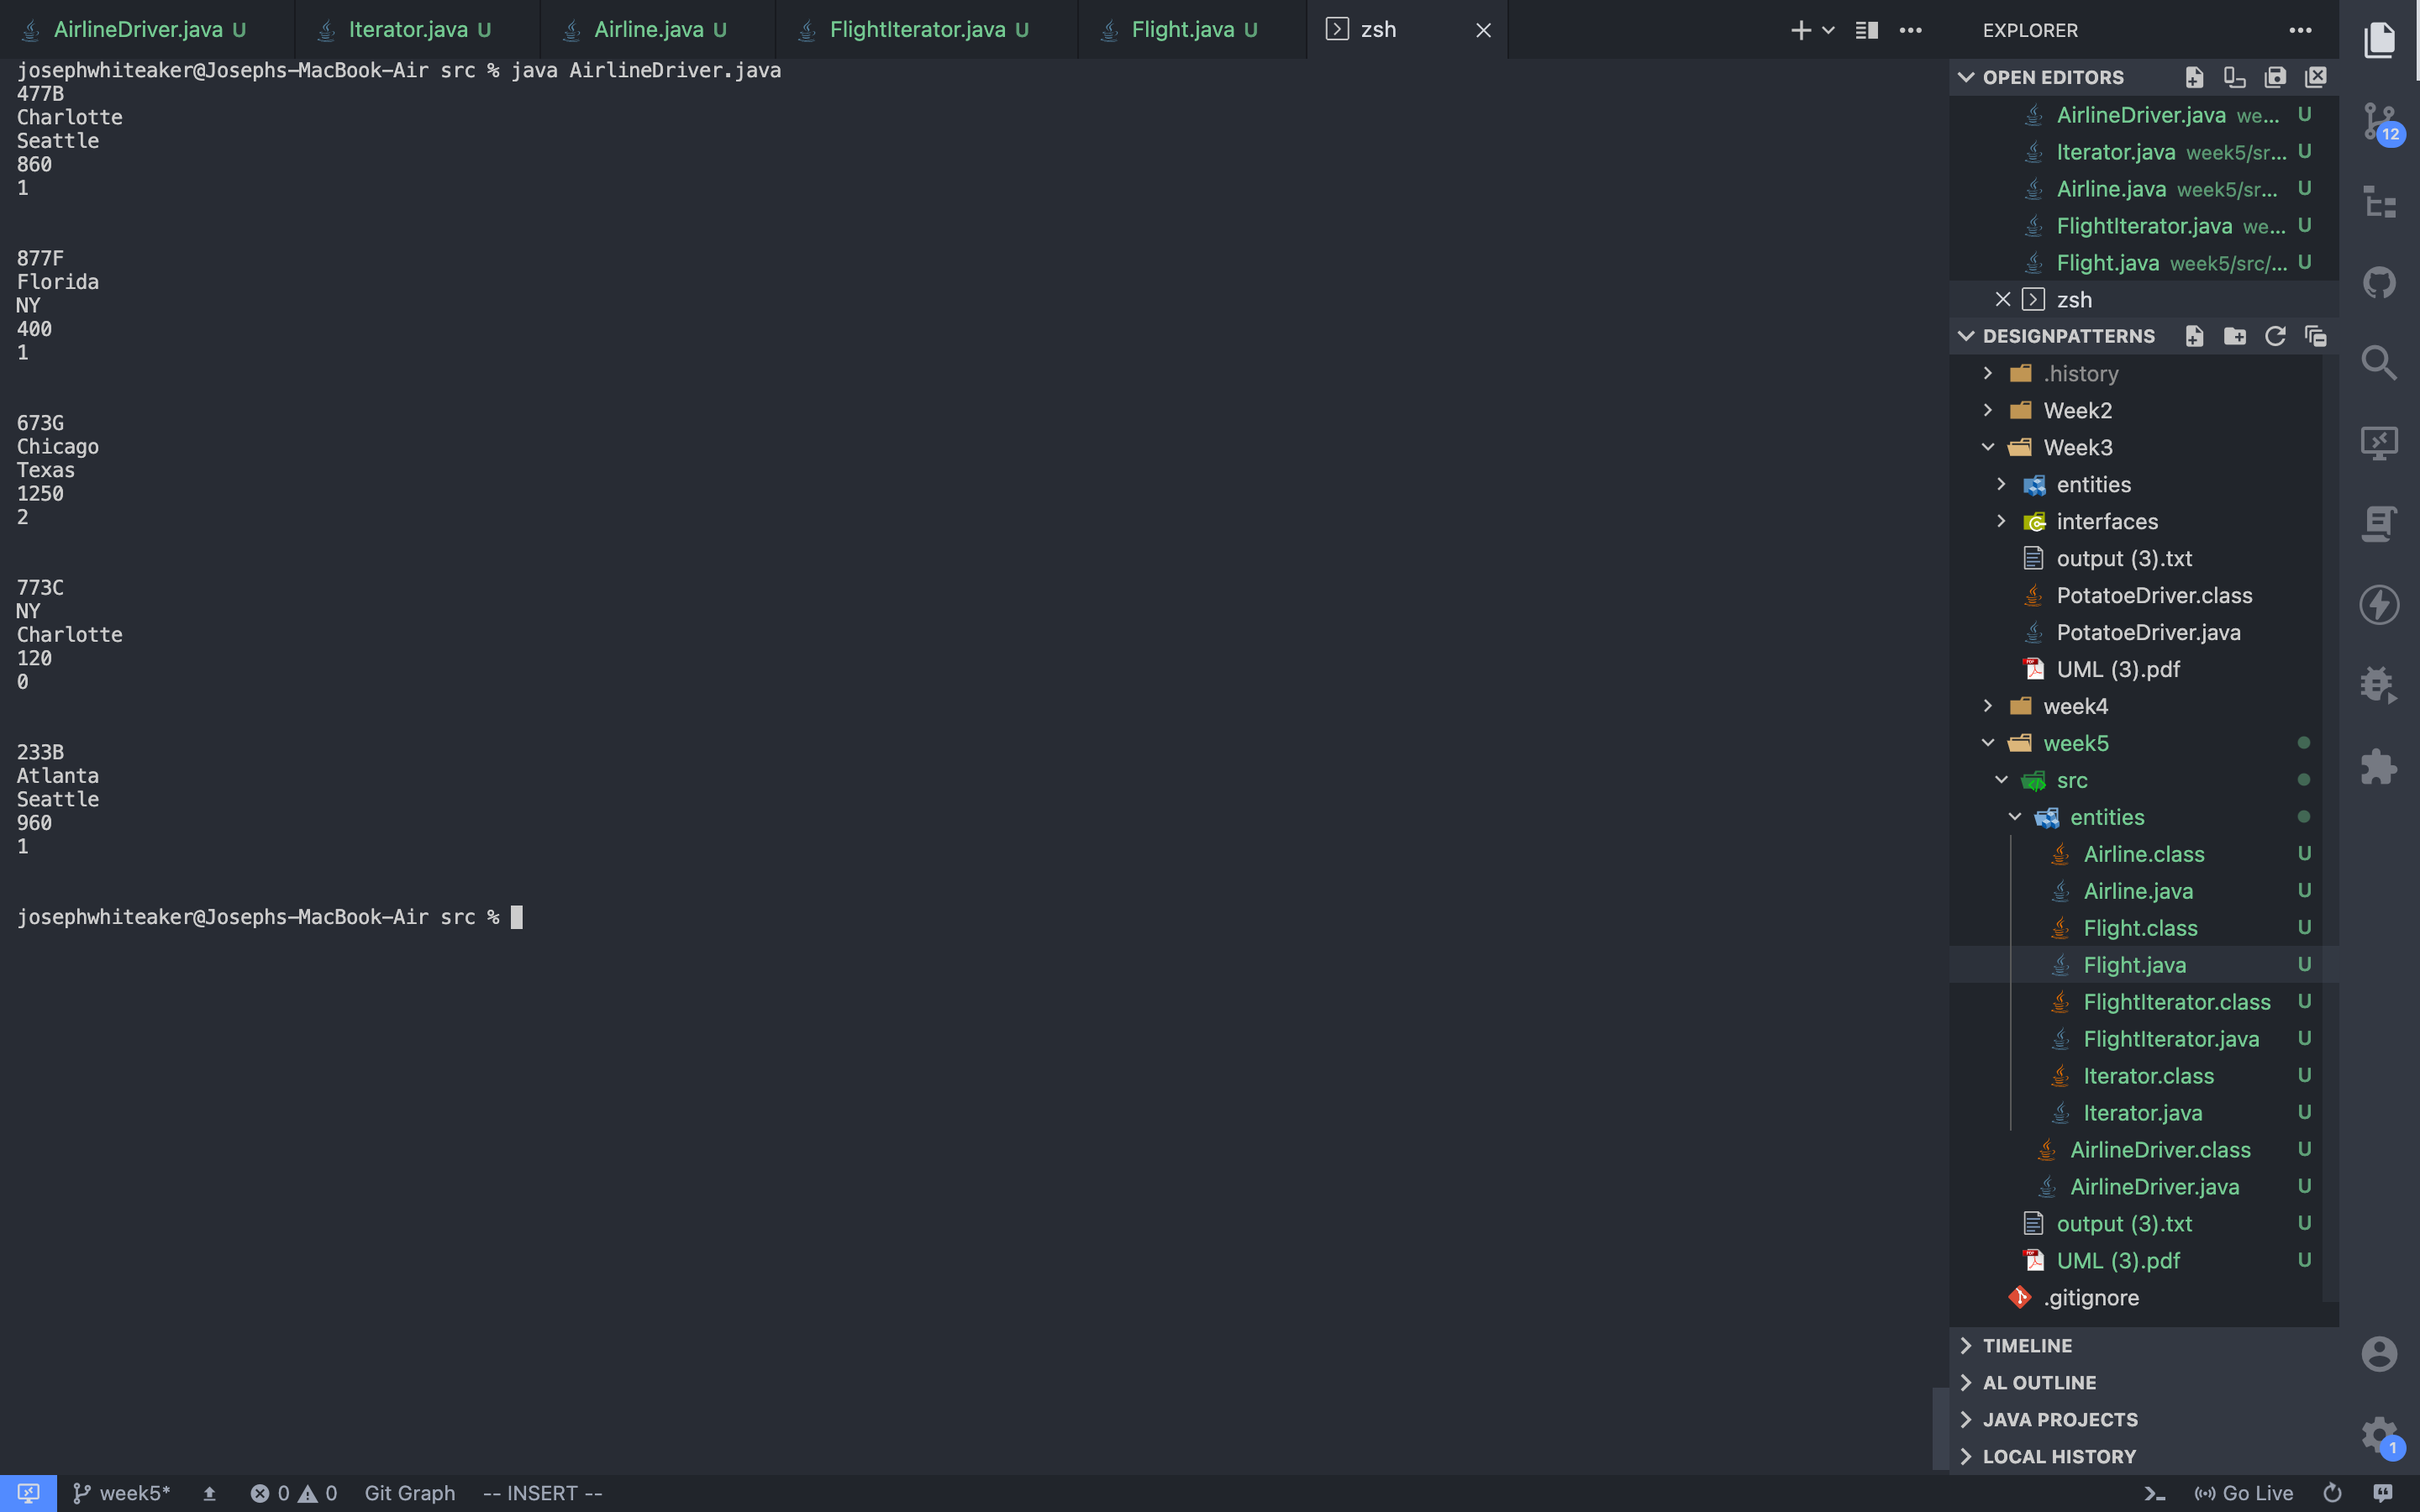 AirlineDriver.java U
Iterator.java U
Airline.java U
FlightIterator.java U
Flight.java U
zsh
josephwhiteaker@Josephs-MacBook-Air src % java AirlineDriver.java
477B
Charlotte
Seattle
860
1
877F
Florida
NY
400
1
673G
Chicago
Texas
1250
2
773C
NY
Charlotte
120
0
233B
Atlanta
Seattle
960
1
josephwhiteaker@Josephs-MacBook-Air src %
EXPLORER
OPEN EDITORS
AirlineDriver.java we... U
Iterator.java week5/sr... U
Airline.java week5/sr... U
FlightIterator.java we... U
Flight.java week5/src/... U
zsh
DESIGNPATTERNS
.history
Week2
Week3
entities
interfaces
output (3).txt
PotatoeDriver.class
PotatoeDriver.java
UML (3).pdf
week4
week5
src
entities
Airline.class U
Airline.java U
Flight.class U
Flight.java U
FlightIterator.class U
FlightIterator.java U
Iterator.class U
Iterator.java U
AirlineDriver.class U
AirlineDriver.java U
output (3).txt U
UML (3).pdf U
.gitignore
TIMELINE
AL OUTLINE
JAVA PROJECTS
LOCAL HISTORY
12
1
week5*
0 0
Git Graph
-- INSERT --
Go Live